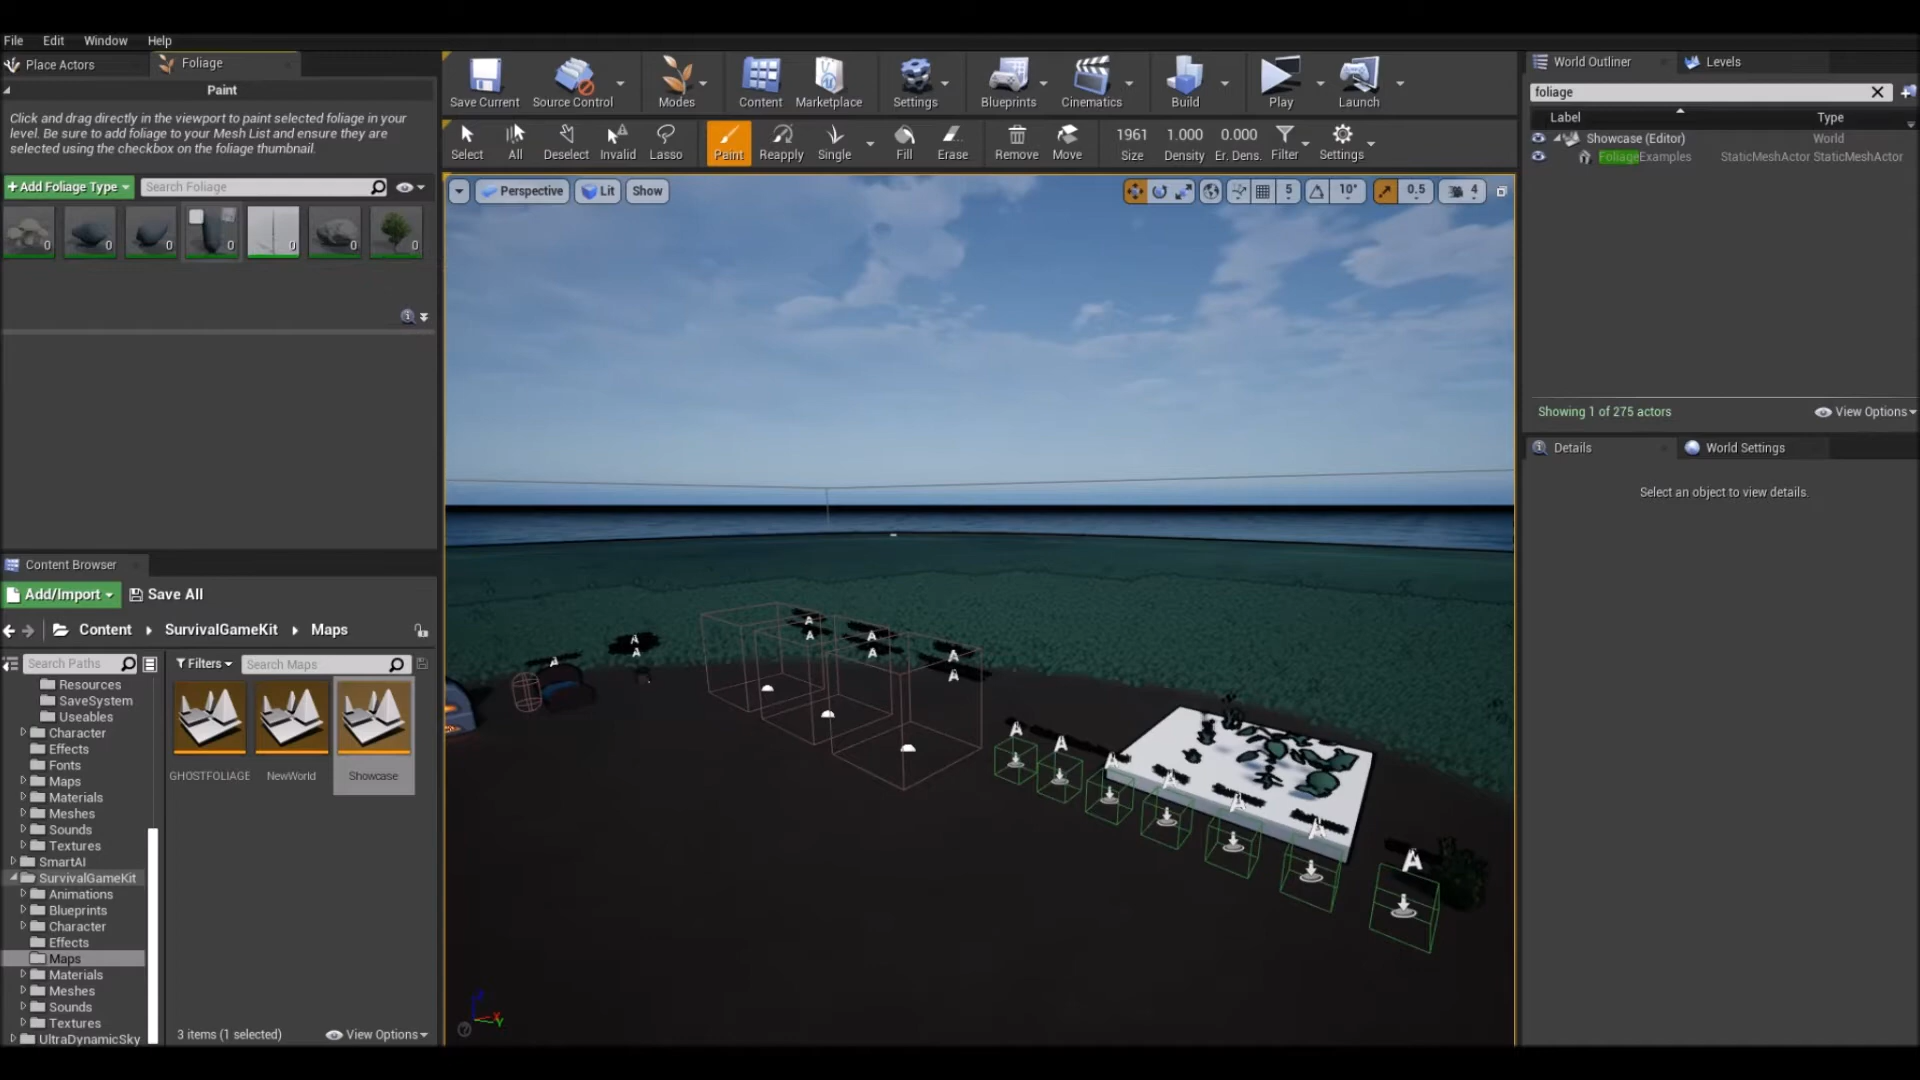 File Edit Window Help
Place Actors Foliage
Paint
Click and drag directly in the viewport to paint selected foliage in your
level. Be sure to add foliage to your Mesh List and ensure they are
selected using the checkbox on the foliage thumbnail.
+Add Foliage Type Search Foliage
0 0 0 0 0 0 0
Save Current Source Control Modes Content Marketplace Settings Blueprints Cinematics Build Play Launch
1961 1.000 0.000
Select All Deselect Invalid Lasso Paint Reapply Single Fill Erase Remove Move Size Density Er. Dens. Filter Settings
Perspective Lit Show 5 10° 0.5 4
World Outliner Levels
foliage
Label Type
Showcase (Editor) World
FoliageExamples StaticMeshActor StaticMeshActor
Showing 1 of 275 actors View Options
Details World Settings
Select an object to view details.
Content Browser
Add/Import Save All
Content SurvivalGameKit Maps
Search Paths
Resources
SaveSystem
Useables
Character
Effects
Fonts
Maps
Materials
Meshes
Sounds
Textures
SmartAI
SurvivalGameKit
Animations
Blueprints
Character
Effects
Maps
Materials
Meshes
Sounds
Textures
UltraDynamicSky
Filters Search Maps
GHOSTFOLIAGE NewWorld Showcase
3 items (1 selected) View Options
Z
X
Y